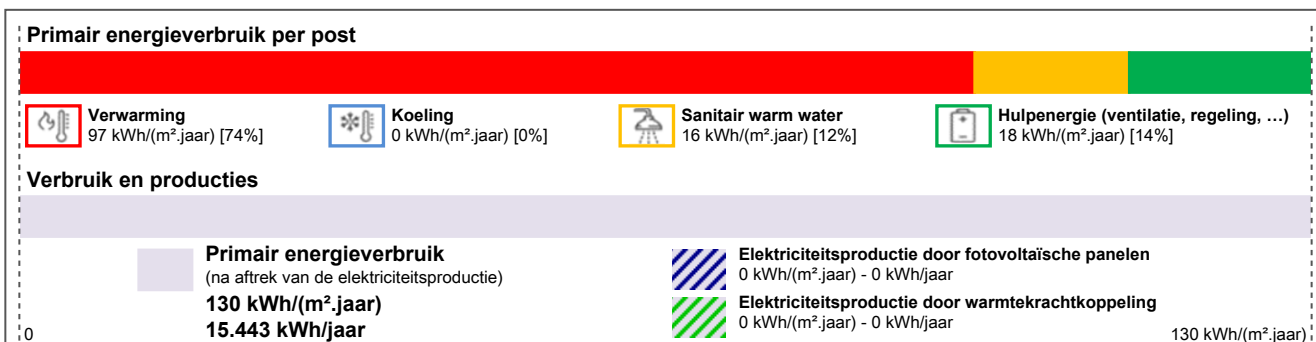 Primair energieverbruik per post
Verwarming
97 kWh/(m².jaar) [74%]
Koeling
0 kWh/(m².jaar) [0%]
Sanitair warm water
16 kWh/(m².jaar) [12%]
Hulpenergie (ventilatie, regeling, …)
18 kWh/(m².jaar) [14%]
Verbruik en producties
Primair energieverbruik
(na aftrek van de elektriciteitsproductie)
130 kWh/(m².jaar)
15.443 kWh/jaar
Elektriciteitsproductie door fotovoltaïsche panelen
0 kWh/(m².jaar) - 0 kWh/jaar
Elektriciteitsproductie door warmtekrachtkoppeling
0 kWh/(m².jaar) - 0 kWh/jaar
0
130 kWh/(m².jaar)